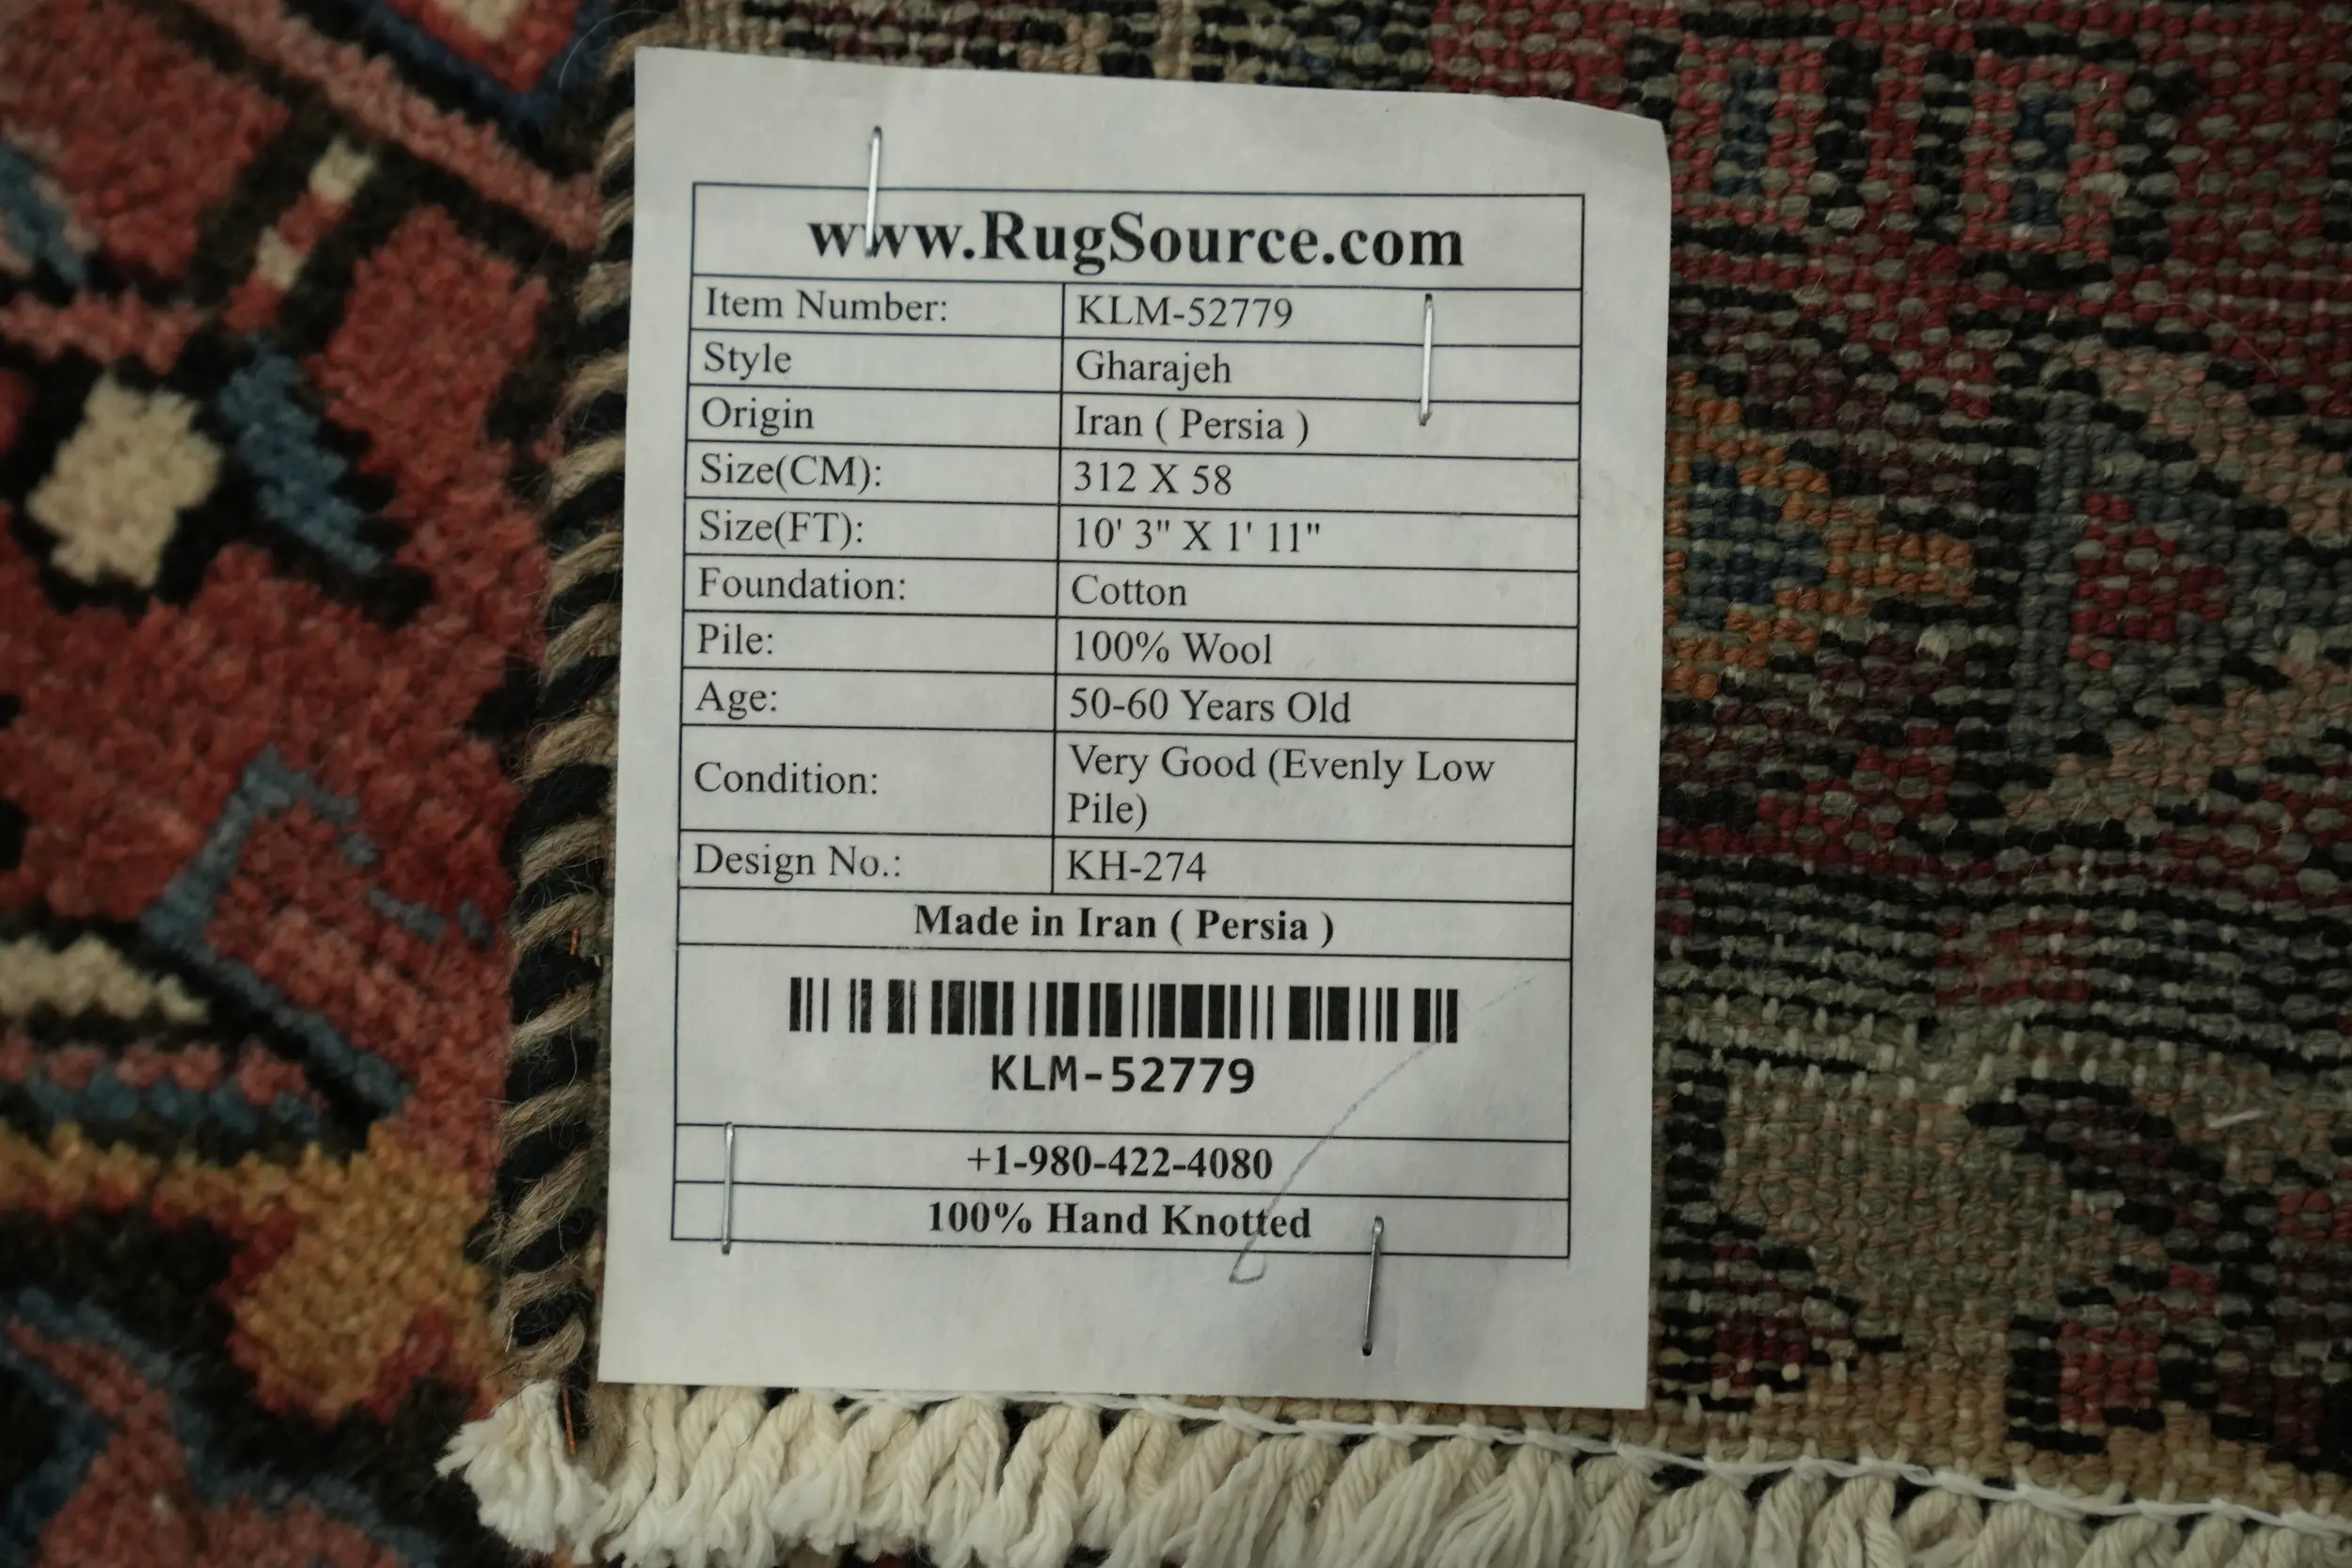 www.RugSource.com
Item Number: KLM-52779
Style Gharajeh
Origin Iran ( Persia )
Size(CM): 312 X 58
Size(FT): 10' 3" X 1' 11"
Foundation: Cotton
Pile: 100% Wool
Age: 50-60 Years Old
Condition: Very Good (Evenly Low
Pile)
Design No.: KH-274
Made in Iran ( Persia )
KLM-52779
+1-980-422-4080
100% Hand Knotted